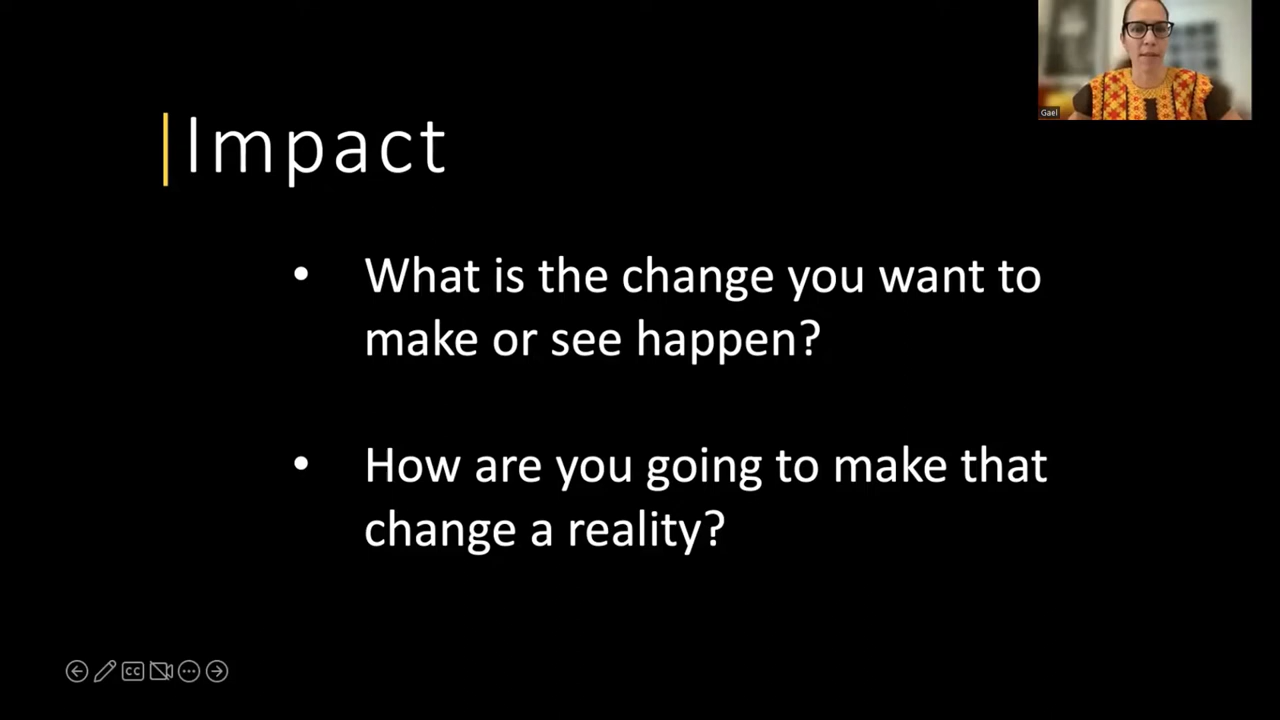 Gael
Impact
• What is the change you want to
make or see happen?
• How are you going to make that
change a reality?
CC